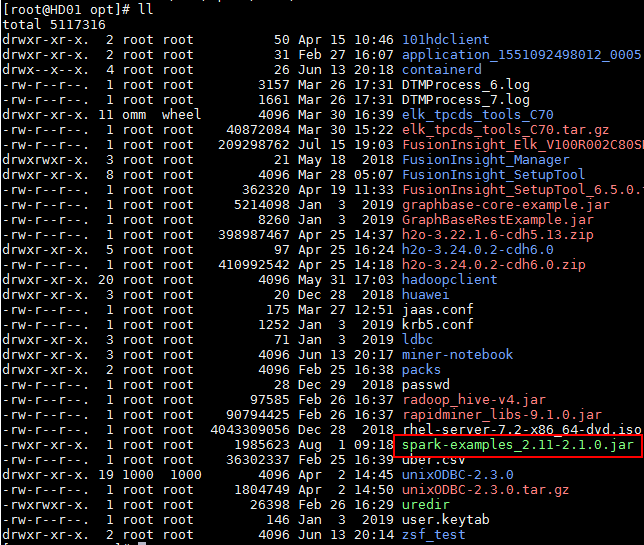 [root@HD01 opt]# ll
total 5117316
drwxr-xr-x. 2 root root 50 Apr 15 10:46 101hdclient
drwxr-xr-x. 2 root root 31 Feb 27 16:07 application_1551092498012_0005
drwx--x--x. 4 root root 26 Jun 13 20:18 containerd
-rw-r--r--. 1 root root 3157 Mar 26 17:31 DTMProcess_6.log
-rw-r--r--. 1 root root 1661 Mar 26 17:31 DTMProcess_7.log
drwxr-xr-x. 11 omm wheel 4096 Mar 30 16:39 elk_tpcds_tools_C70
-rw-r--r--. 1 root root 40872084 Mar 30 15:22 elk_tpcds_tools_C70.tar.gz
-rw-r--r--. 1 root root 209298762 Jul 15 19:03 FusionInsight_Elk_V100R002C80S
drwxrwxr-x. 3 root root 21 May 18 2018 FusionInsight_Manager
drwxr-xr-x. 8 root root 4096 Mar 28 05:07 FusionInsight_SetupTool
-rw-r--r--. 1 root root 362320 Apr 19 11:33 FusionInsight_SetupTool_6.5.0.
-rw-r--r--. 1 root root 5214098 Jan 3 2019 graphbase-core-example.jar
-rw-r--r--. 1 root root 8260 Jan 3 2019 GraphBaseRestExample.jar
-rw-r--r--. 1 root root 398987467 Apr 25 14:37 h2o-3.22.1.6-cdh5.13.zip
drwxr-xr-x. 5 root root 97 Apr 25 16:24 h2o-3.24.0.2-cdh6.0
-rw-r--r--. 1 root root 410992542 Apr 25 14:18 h2o-3.24.0.2-cdh6.0.zip
drwxr-xr-x. 20 root root 4096 May 31 17:03 hadoopclient
drwxr-xr-x. 3 root root 20 Dec 28 2018 huawei
-rw-r--r--. 1 root root 175 Mar 27 12:51 jaas.conf
-rw-r--r--. 1 root root 1252 Jan 3 2019 krb5.conf
drwxr-xr-x. 3 root root 71 Jan 3 2019 ldbc
drwxr-xr-x. 3 root root 4096 Jun 13 20:17 miner-notebook
drwxr-xr-x. 2 root root 4096 Feb 25 16:38 packs
-rw-r--r--. 1 root root 28 Dec 29 2018 passwd
-rw-r--r--. 1 root root 97585 Feb 26 16:37 radoop_hive-v4.jar
-rw-r--r--. 1 root root 90794425 Feb 26 16:37 rapidminer_libs-9.1.0.jar
-rw-r--r--. 1 root root 4043309056 Dec 28 2018 rhel-server-7.2-x86_64-dvd.iso
-rwxr-xr-x. 1 root root 1985623 Aug 1 09:18 spark-examples_2.11-2.1.0.jar
-rw-r--r--. 1 root root 36302337 Feb 25 16:39 uber.csv
drwxr-xr-x. 19 1000 1000 4096 Apr 2 14:45 unixODBC-2.3.0
-rw-r--r--. 1 root root 1804749 Apr 2 14:50 unixODBC-2.3.0.tar.gz
-rwxrwxr-x. 1 root root 26398 Feb 26 16:29 uredir
-rw-r--r--. 1 root root 146 Jan 3 2019 user.keytab
drwxr-xr-x. 2 root root 4096 Jun 13 20:14 zsf_test